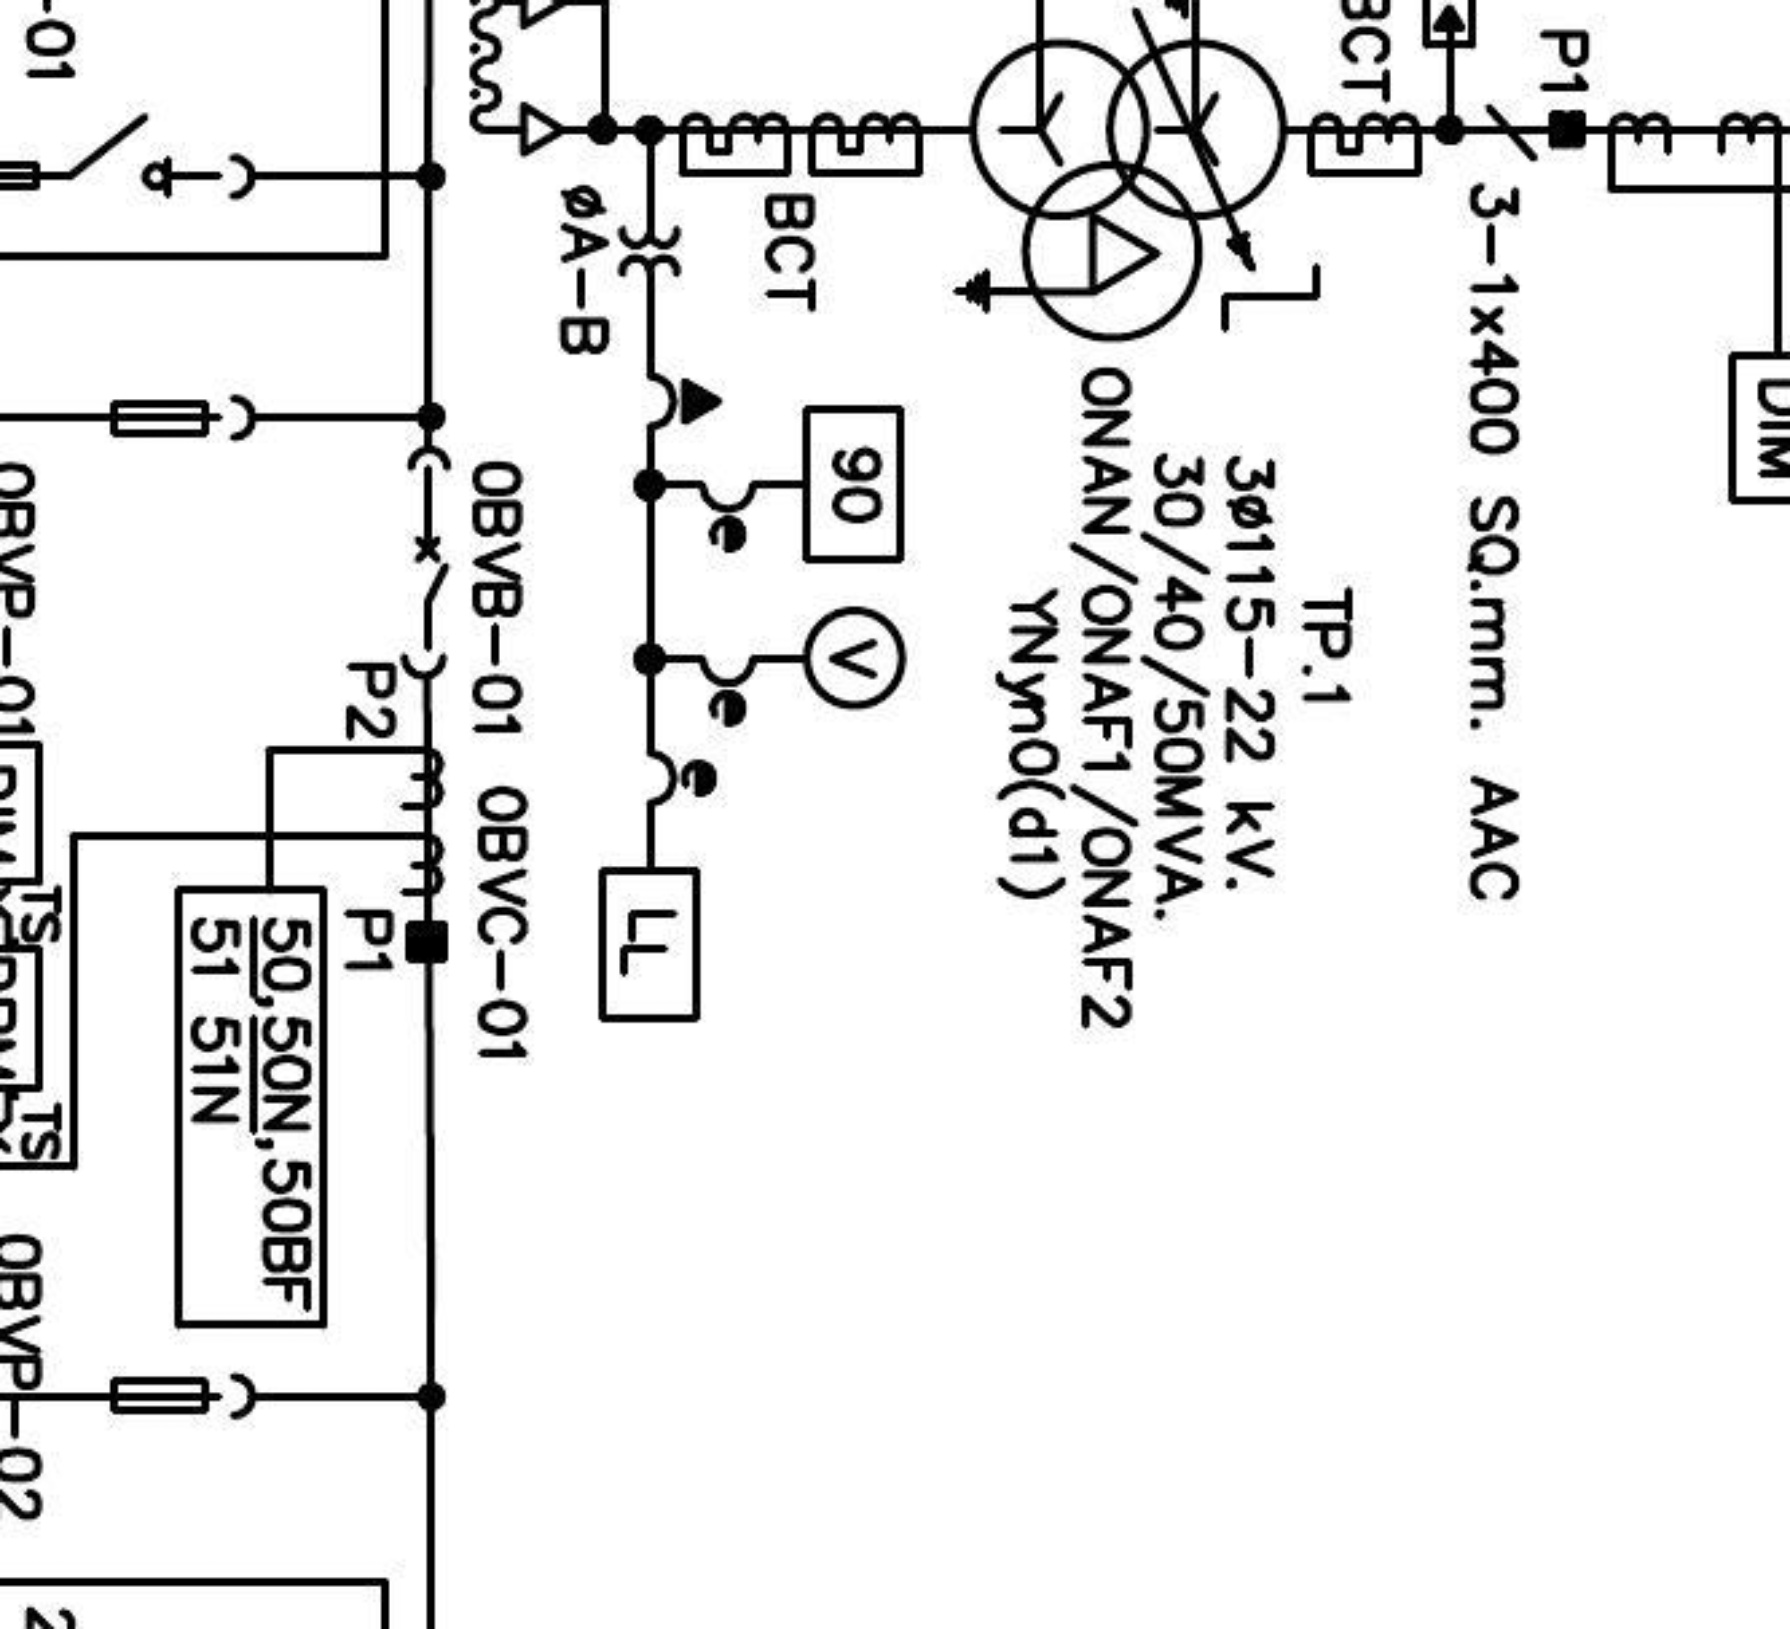 P1
BCT
3-1x400 SQ.mm. AAC
TP.1
3ø115-22 kV.
30/40/50MVA.
ONAN/ONAF1/ONAF2
YNyn0(d1)
BCT
90
V
e
e
e
LL
øA-B
0BVB-01
0BVC-01
P2
P1
50,50N,50BF
51 51N
-01
0BVP-01
TS
TS
0BVP-02
DIM